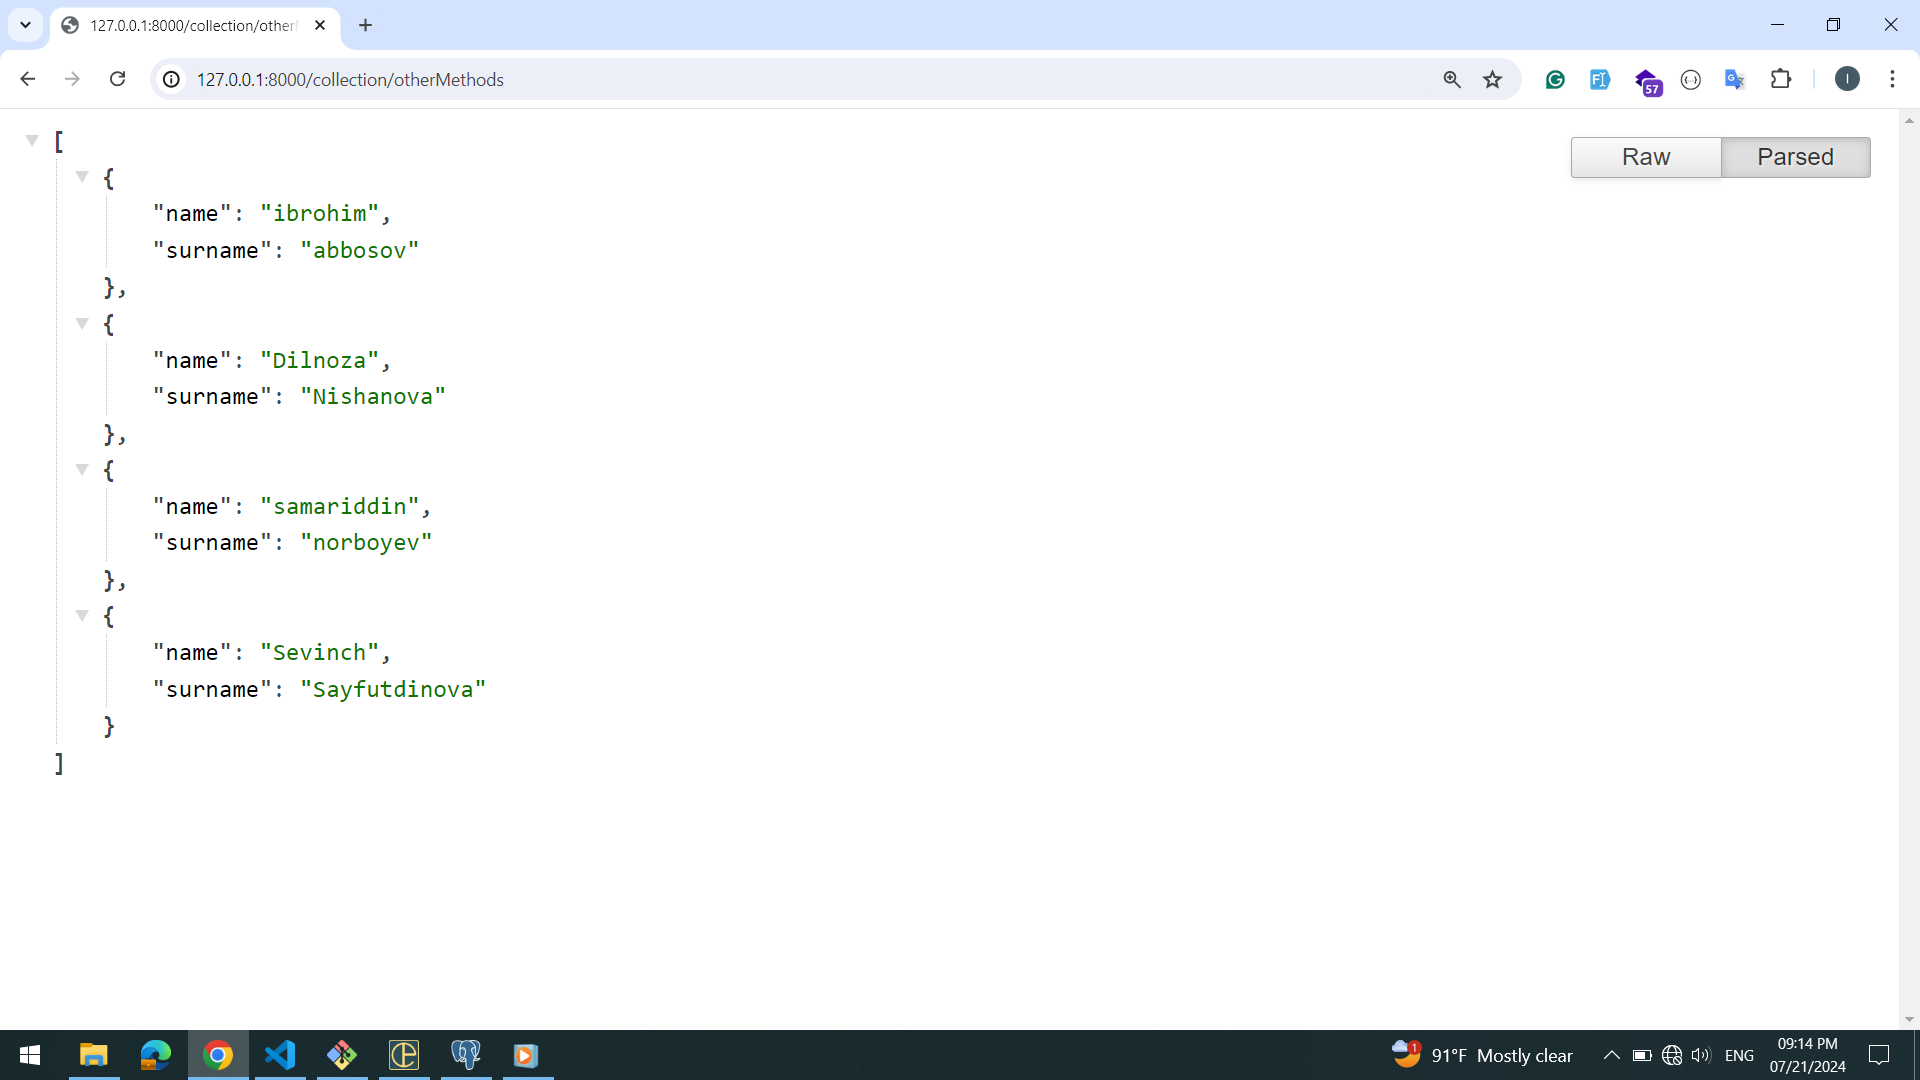 127.0.0.1:8000/collection/other
127.0.0.1:8000/collection/otherMethods
57
I
Raw
Parsed
[
{
"name": "ibrohim",
"surname": "abbosov"
},
{
"name": "Dilnoza",
"surname": "Nishanova"
},
{
"name": "samariddin",
"surname": "norboyev"
},
{
"name": "Sevinch",
"surname": "Sayfutdinova"
}
]
1
91°F Mostly clear
ENG
09:14 PM
07/21/2024